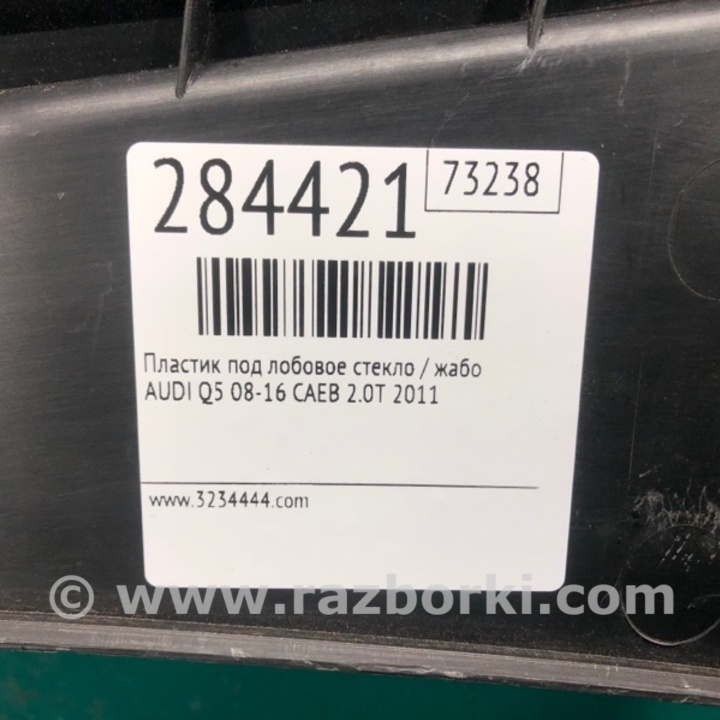 284421
73238
Пластик под лобовое стекло / жабо
AUDI Q5 08-16 CAEB 2.0T 2011
www.3234444.com
© www.razborki.com